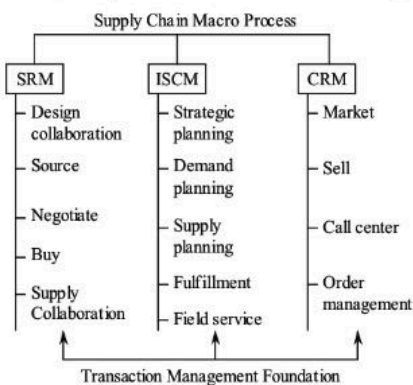 Supply Chain Macro Process
SRM
Design
collaboration
Source
Negotiate
Buy
Supply
Collaboration
ISCM
Strategic
planning
Demand
planning
Supply
planning
Fulfillment
Field service
CRM
Market
Sell
Call center
Order
management
Transaction Management Foundation